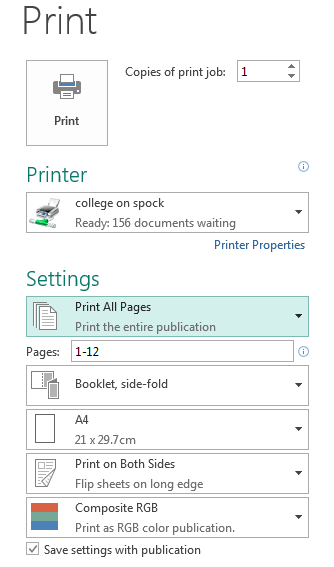 Print
Copies of print job: 1
Print
Printer
college on spock
Ready: 156 documents waiting
Printer Properties
Settings
Print All Pages
Print the entire publication
Pages: 1-12
Booklet, side-fold
A4
21 x 29.7cm
Print on Both Sides
Flip sheets on long edge
Composite RGB
Print as RGB color publication.
Save settings with publication